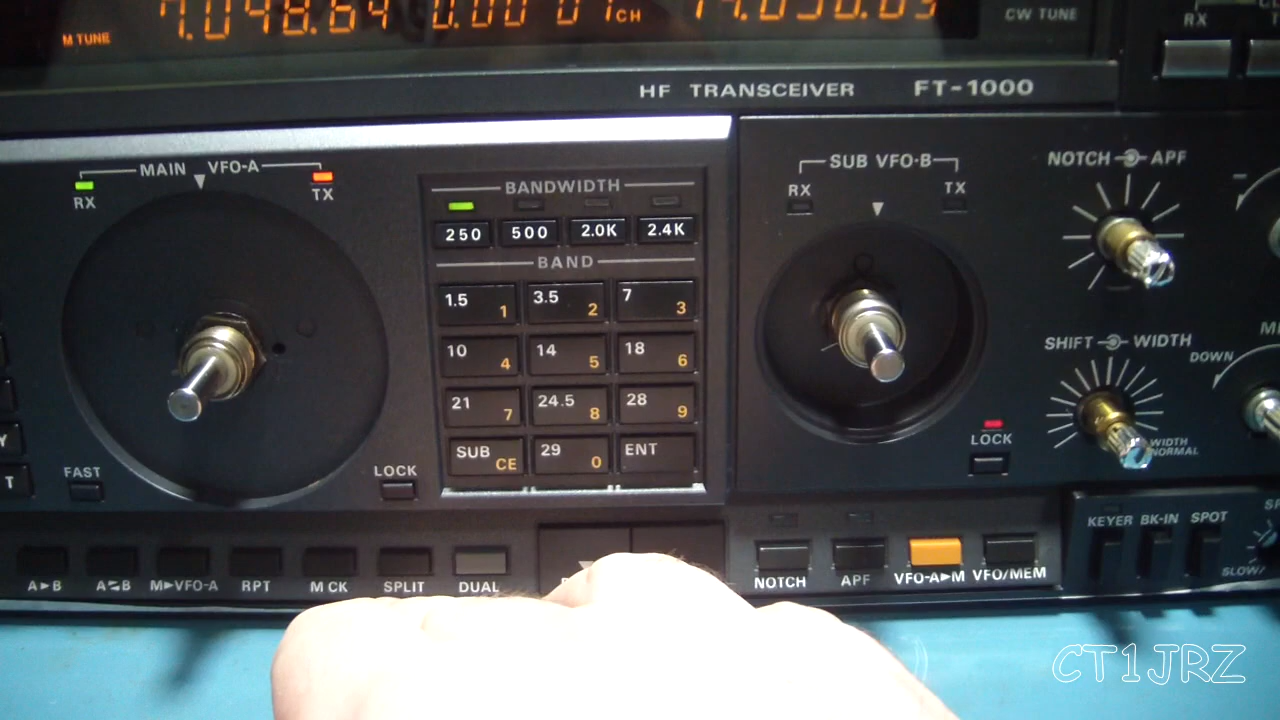 M TUNE 7.048.64 0.00 01CH 14.050.09 CW TUNE RX
HF TRANSCEIVER FT-1000
MAIN VFO-A
RX TX
BANDWIDTH
250 500 2.0K 2.4K
BAND
1.5 1 3.5 2 7 3
10 4 14 5 18 6
21 7 24.5 8 28 9
SUB CE 29 0 ENT
SUB VFO-B
RX TX
NOTCH APF
SHIFT WIDTH
DOWN
WIDTH
NORMAL
LOCK
FAST LOCK
Y
T
KEYER BK-IN SPOT
A►B A B M►VFO-A RPT M CK SPLIT DUAL
NOTCH APF VFO-A►M VFO/MEM
SLOW/
CT1JRZ